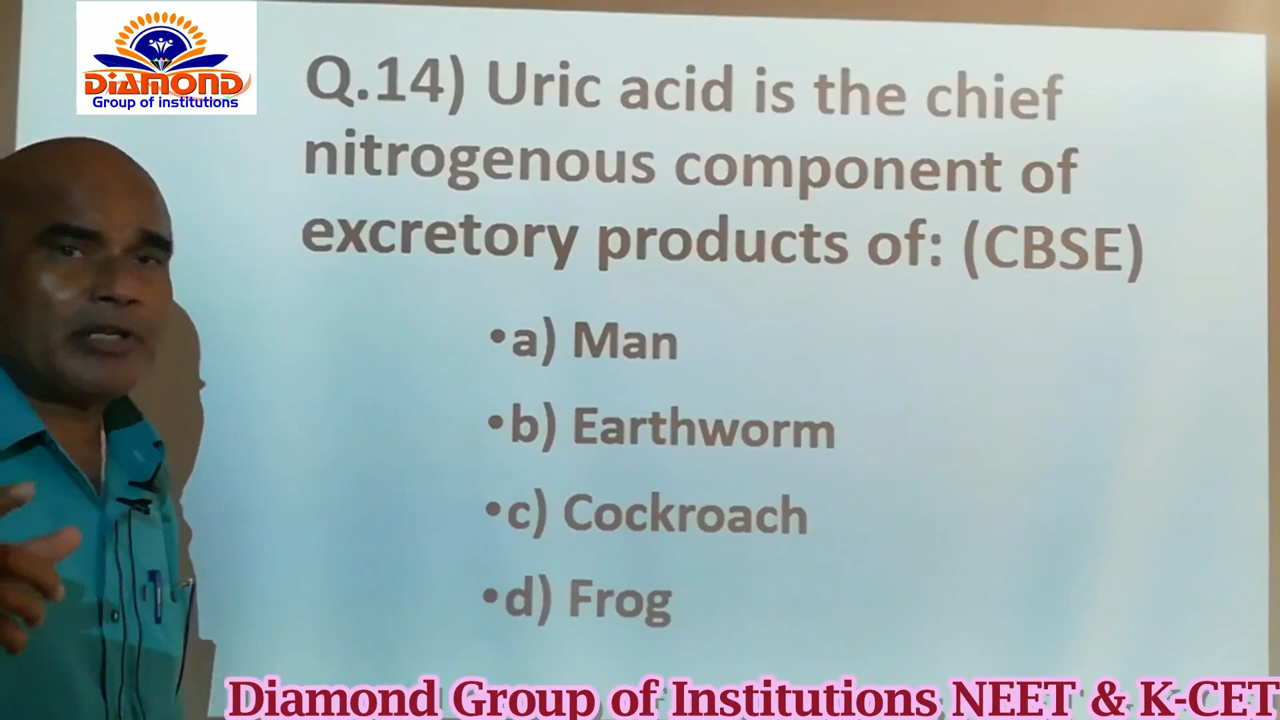 DIAMOND
Group of institutions
Q.14) Uric acid is the chief
nitrogenous component of
excretory products of: (CBSE)
•a) Man
•b) Earthworm
•c) Cockroach
•d) Frog
Diamond Group of Institutions NEET & K-CET